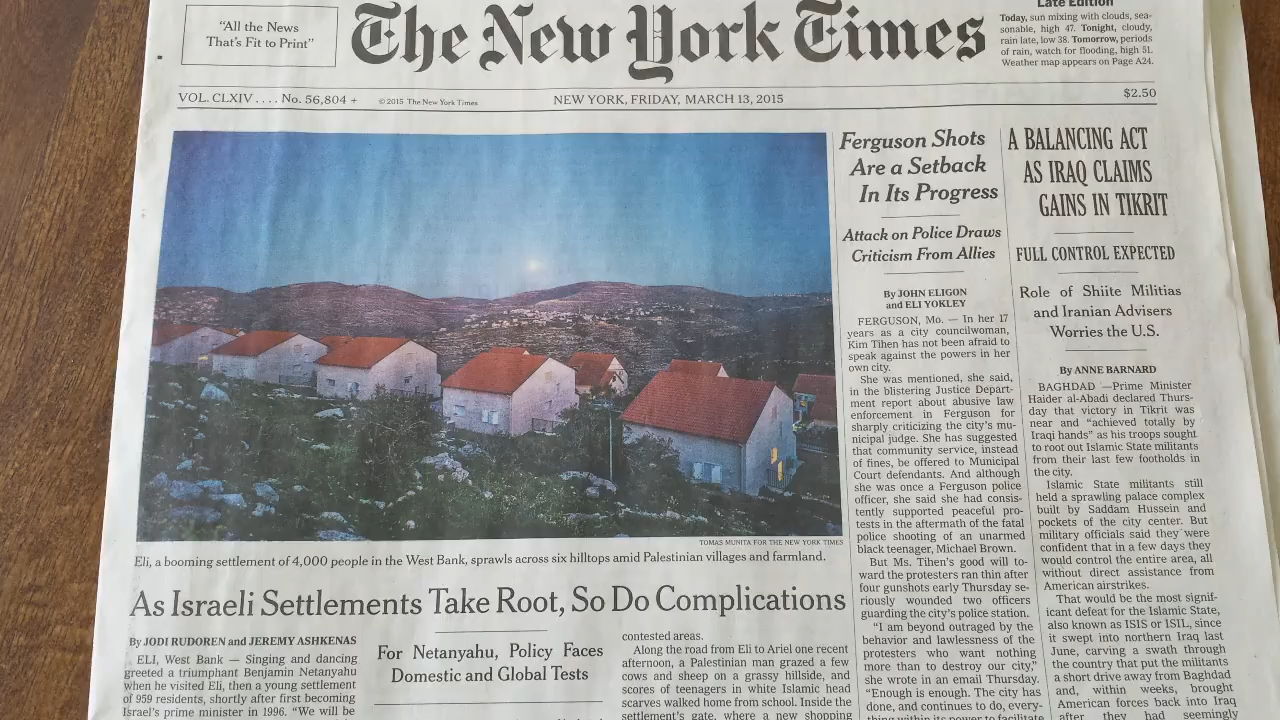 "All the News
That's Fit to Print"
The New York Times
Late Edition
Today, sun mixing with clouds, sea-
sonable, high 47. Tonight, cloudy,
rain late, low 38. Tomorrow, periods
of rain, watch for flooding, high 51.
Weather map appears on Page A24.
VOL. CLXIV .... No. 56,804 +
© 2015 The New York Times
NEW YORK, FRIDAY, MARCH 13, 2015
$2.50
TOMAS MUNITA FOR THE NEW YORK TIMES
Eli, a booming settlement of 4,000 people in the West Bank, sprawls across six hilltops amid Palestinian villages and farmland.
As Israeli Settlements Take Root, So Do Complications
By JODI RUDOREN and JEREMY ASHKENAS
ELI, West Bank — Singing and dancing
greeted a triumphant Benjamin Netanyahu
when he visited Eli, then a young settlement
of 959 residents, shortly after first becoming
Israel's prime minister in 1996. "We will be
For Netanyahu, Policy Faces
Domestic and Global Tests
contested areas.
Along the road from Eli to Ariel one recent
afternoon, a Palestinian man grazed a few
cows and sheep on a grassy hillside, and
scores of teenagers in white Islamic head
scarves walked home from school. Inside the
settlement's gate, where a new shopping
Ferguson Shots
Are a Setback
In Its Progress
Attack on Police Draws
Criticism From Allies
By JOHN ELIGON
and ELI YOKLEY
FERGUSON, Mo. — In her 17
years as a city councilwoman,
Kim Tihen has not been afraid to
speak against the powers in her
own city.
She was mentioned, she said,
in the blistering Justice Depart-
ment report about abusive law
enforcement in Ferguson for
sharply criticizing the city's mu-
nicipal judge. She has suggested
that community service, instead
of fines, be offered to Municipal
Court defendants. And although
she was once a Ferguson police
officer, she said she had consis-
tently supported peaceful pro-
tests in the aftermath of the fatal
police shooting of an unarmed
black teenager, Michael Brown.
But Ms. Tihen's good will to-
ward the protesters ran thin after
four gunshots early Thursday se-
riously wounded two officers
guarding the city's police station.
"I am beyond outraged by the
behavior and lawlessness of the
protesters who want nothing
more than to destroy our city,"
she wrote in an email Thursday.
"Enough is enough. The city has
done, and continues to do, every-
thing within its power to facilitate
A BALANCING ACT
AS IRAQ CLAIMS
GAINS IN TIKRIT
FULL CONTROL EXPECTED
Role of Shiite Militias
and Iranian Advisers
Worries the U.S.
By ANNE BARNARD
BAGHDAD —Prime Minister
Haider al-Abadi declared Thurs-
day that victory in Tikrit was
near and "achieved totally by
Iraqi hands" as his troops sought
to root out Islamic State militants
from their last few footholds in
the city.
Islamic State militants still
held a sprawling palace complex
built by Saddam Hussein and
pockets of the city center. But
military officials said they were
confident that in a few days they
would control the entire area, all
without direct assistance from
American airstrikes.
That would be the most signif-
icant defeat for the Islamic State,
also known as ISIS or ISIL, since
it swept into northern Iraq last
June, carving a swath through
the country that put the militants
a short drive away from Baghdad
and, within weeks, brought
American forces back into Iraq
after they had seemingly